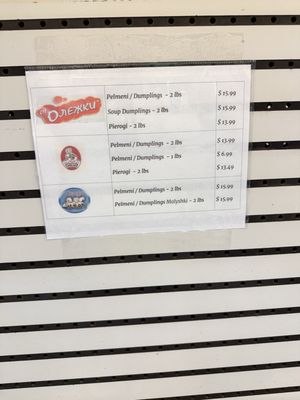 Олежки
Pelmeni / Dumplings - 2 lbs $ 15.99
Soup Dumplings - 2 lbs $ 15.99
Pierogi - 2 lbs $ 13.99
Pelmeni / Dumplings - 2 lbs $ 13.99
Pelmeni / Dumplings - 1 lbs $ 6.99
Pierogi - 2 lbs $ 13.49
Pelmeni / Dumplings - 2 lbs $ 15.99
Pelmeni / Dumplings Malyshki - 2 lbs $ 15.99